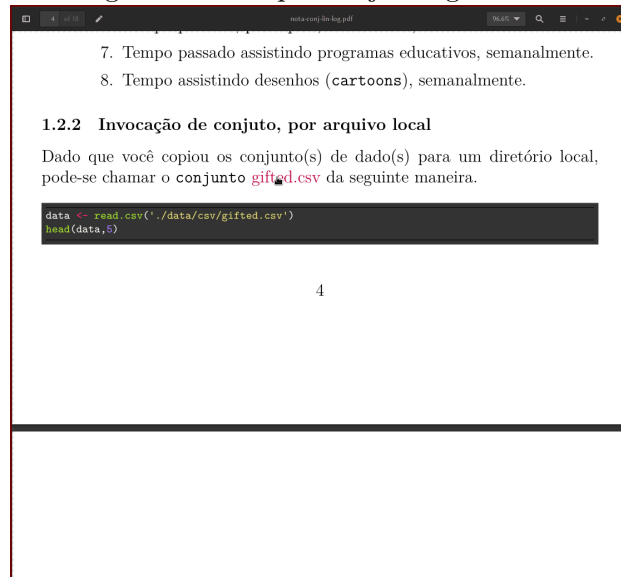 4 of 18
nota-conj-lin-log.pdf
96.6%
7. Tempo passado assistindo programas educativos, semanalmente.
8. Tempo assistindo desenhos (cartoons), semanalmente.
1.2.2 Invocação de conjuto, por arquivo local
Dado que você copiou os conjunto(s) de dado(s) para um diretório local,
pode-se chamar o conjunto gifted.csv da seguinte maneira.
data <- read.csv('./data/csv/gifted.csv')
head(data,5)
4